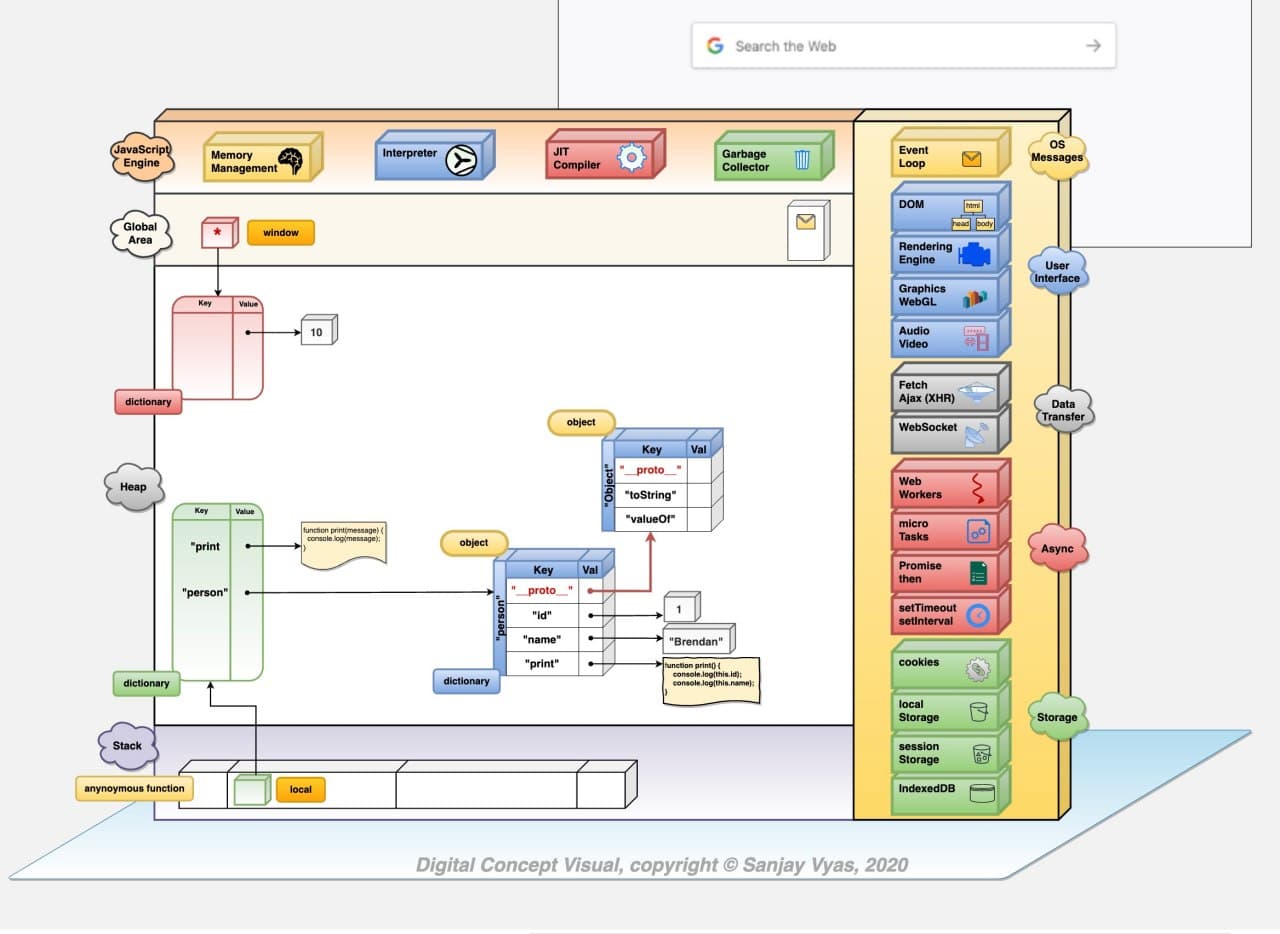 Search the Web
JavaScript
Engine
Memory
Management
Interpreter
JIT
Compiler
Garbage
Collector
Event
Loop
OS
Messages
Global
Area
*
window
DOM
html
head
body
Rendering
Engine
User
Interface
Graphics
WebGL
Audio
Video
Key
Value
10
dictionary
Fetch
Ajax (XHR)
WebSocket
Data
Transfer
object
"Object"
Key
Val
"__proto__"
"toString"
"valueOf"
Heap
Key
Value
"print
"person"
function print(message) {
console.log(message);
}
dictionary
object
"person"
Key
Val
"__proto__"
"id"
"name"
"print"
1
"Brendan"
function print() {
console.log(this.id);
console.log(this.name);
}
dictionary
Web
Workers
micro
Tasks
Promise
then
setTimeout
setInterval
Async
cookies
local
Storage
session
Storage
IndexedDB
Storage
Stack
anynoymous function
local
Digital Concept Visual, copyright © Sanjay Vyas, 2020